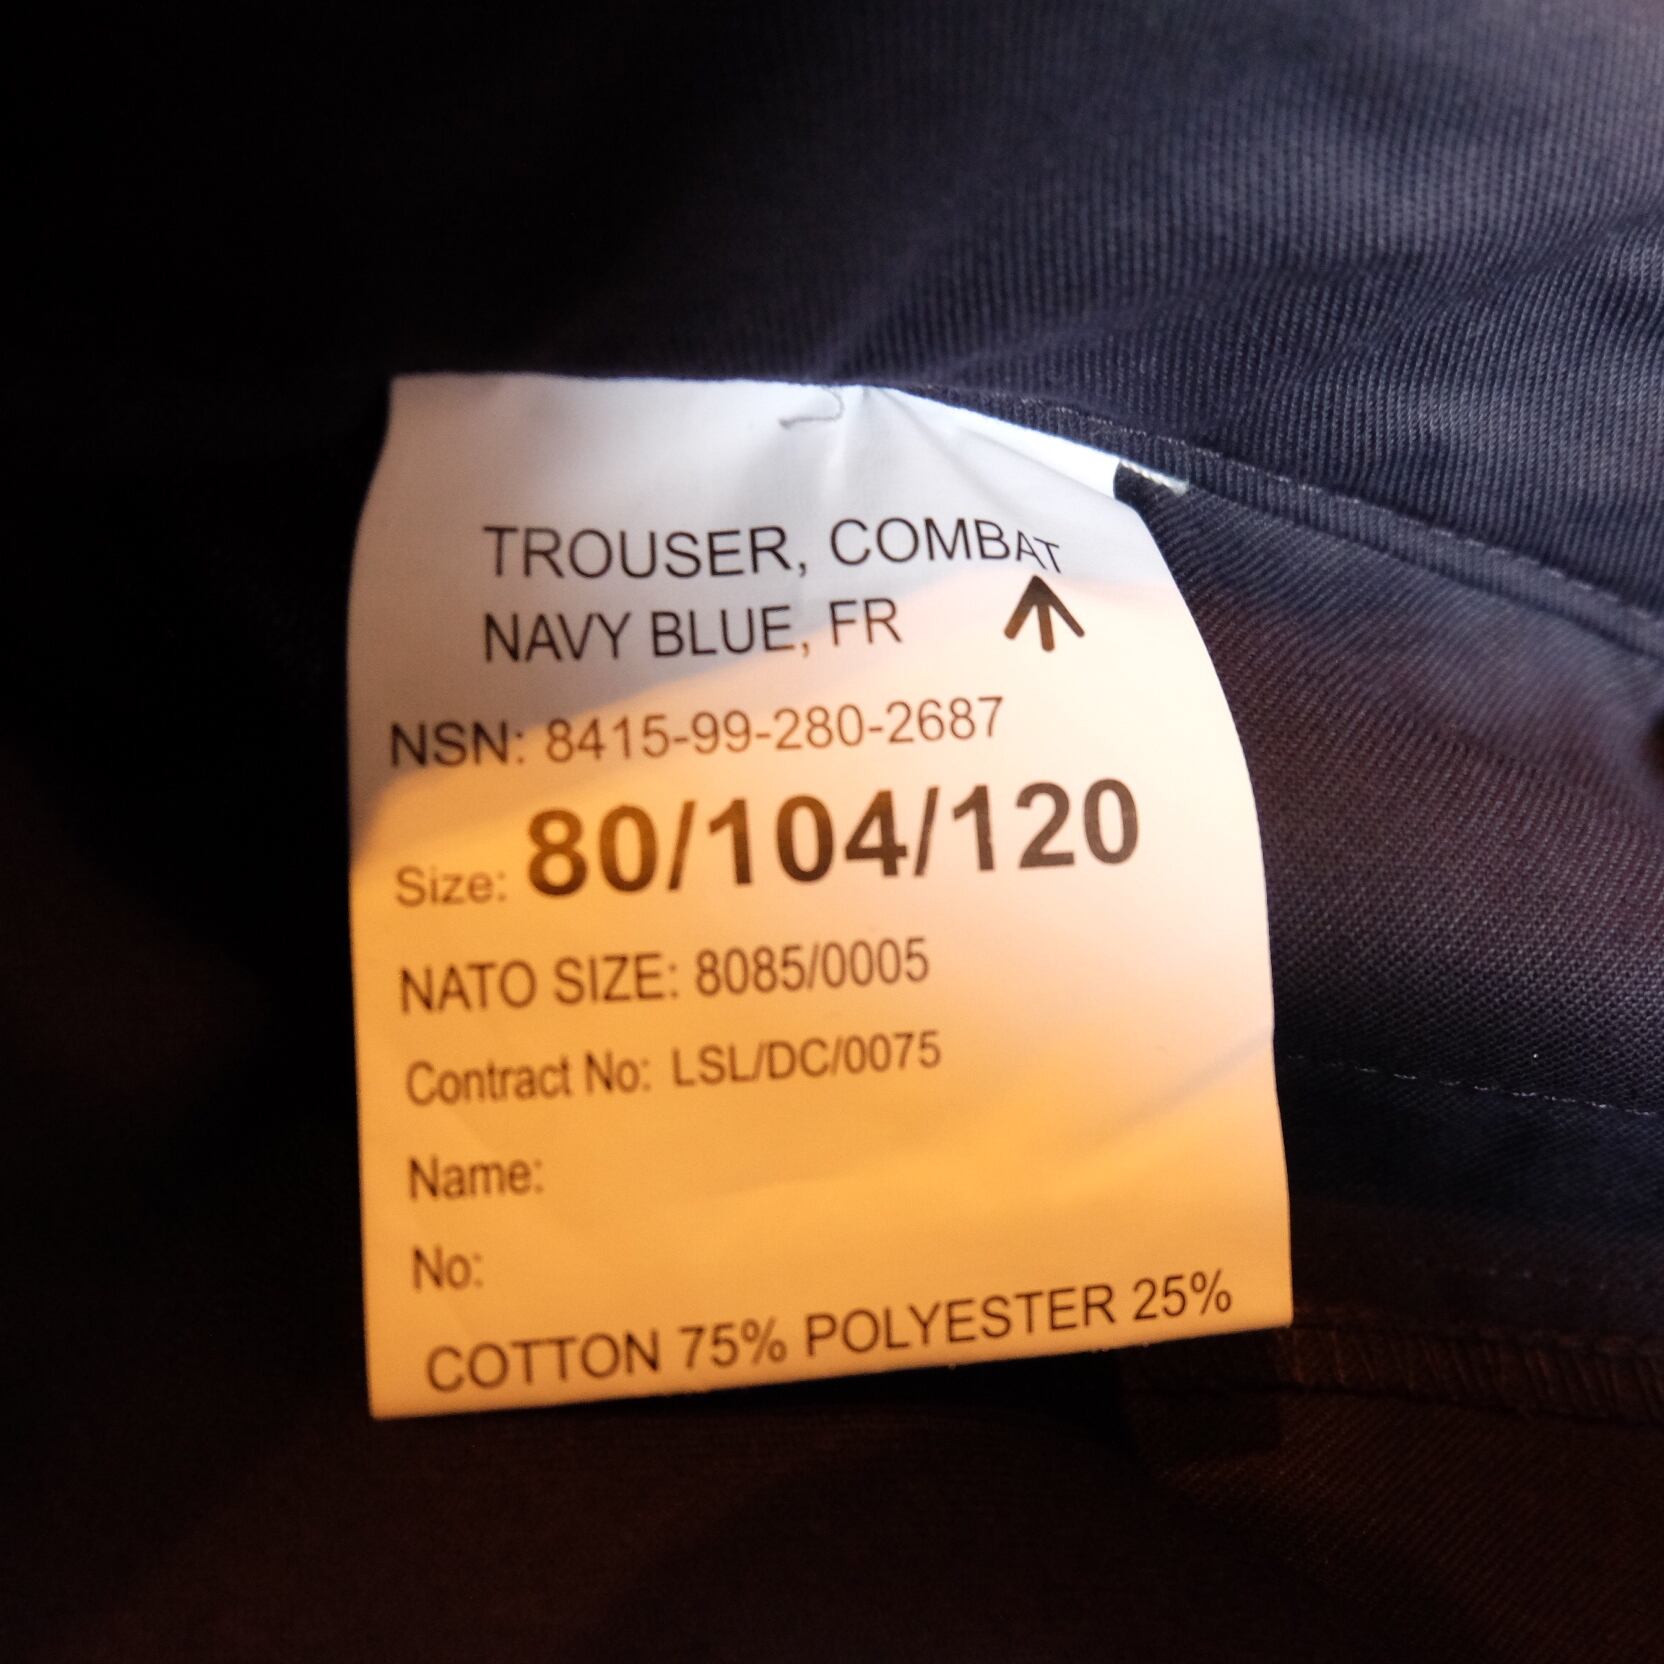 TROUSER, COMBAT
NAVY BLUE, FR
NSN: 8415-99-280-2687
Size: 80/104/120
NATO SIZE: 8085/0005
Contract No: LSL/DC/0075
Name:
No:
COTTON 75% POLYESTER 25%